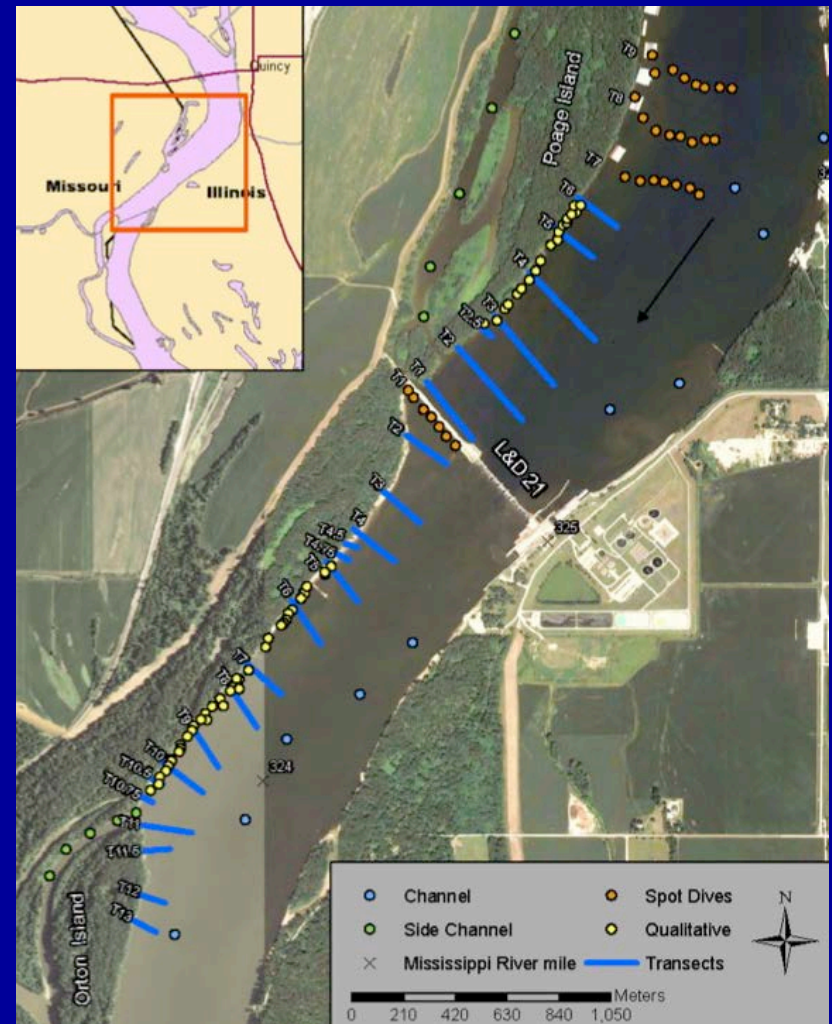 Quincy
Missouri
Illinois
Poage Island
T9
T8
T7
T6
T5
T4
T3
T2.5
T2
T1
T1
L&D 21
T2
T3
T4
T4.5
T4.75
T5
325
T6
T7
T8
T9
324
T10
T10.5
T10.75
T11
T11.5
T12
T13
Orton Island
Channel
Spot Dives
N
Side Channel
Qualitative
Mississippi River mile
Transects
Meters
0 210 420 630 840 1,050